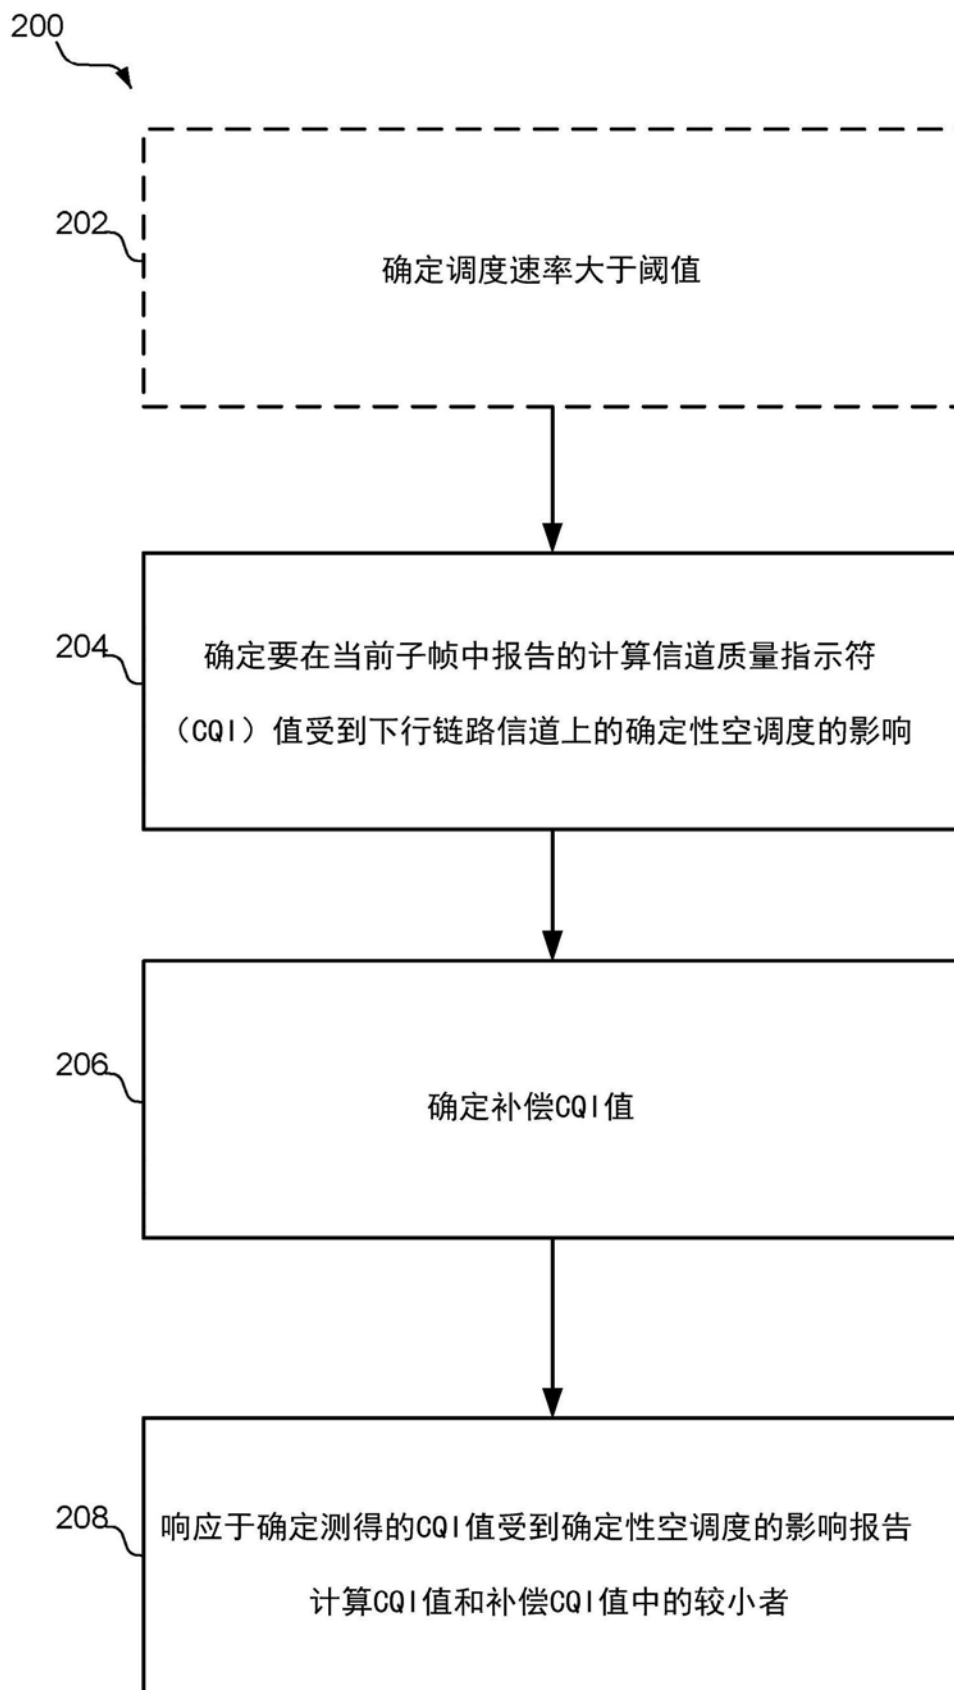 200
202
确定调度速率大于阈值
204
确定要在当前子帧中报告的计算信道质量指示符
（CQI）值受到下行链路信道上的确定性空调度的影响
206
确定补偿CQI值
208
响应于确定测得的CQI值受到确定性空调度的影响报告
计算CQI值和补偿CQI值中的较小者